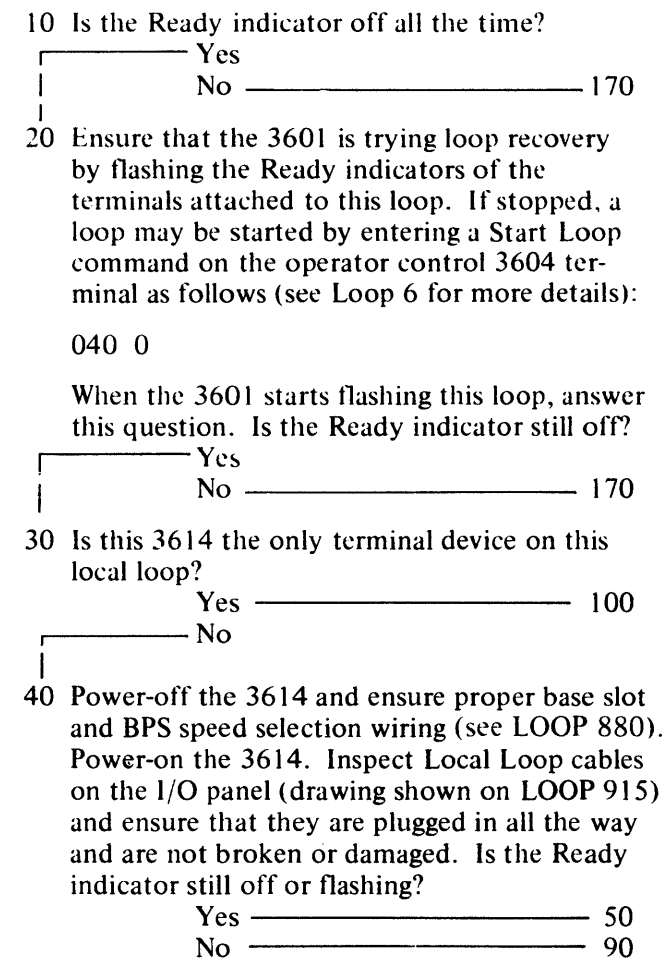 10 Is the Ready indicator off all the time?
Yes
No 170
20 Ensure that the 3601 is trying loop recovery
by flashing the Ready indicators of the
terminals attached to this loop. If stopped, a
loop may be started by entering a Start Loop
command on the operator control 3604 ter-
minal as follows (see Loop 6 for more details):
040 0
When the 3601 starts flashing this loop, answer
this question. Is the Ready indicator still off?
Yes
No 170
30 Is this 3614 the only terminal device on this
local loop?
Yes 100
No
40 Power-off the 3614 and ensure proper base slot
and BPS speed selection wiring (see LOOP 880).
Power-on the 3614. Inspect Local Loop cables
on the I/O panel (drawing shown on LOOP 915)
and ensure that they are plugged in all the way
and are not broken or damaged. Is the Ready
indicator still off or flashing?
Yes 50
No 90